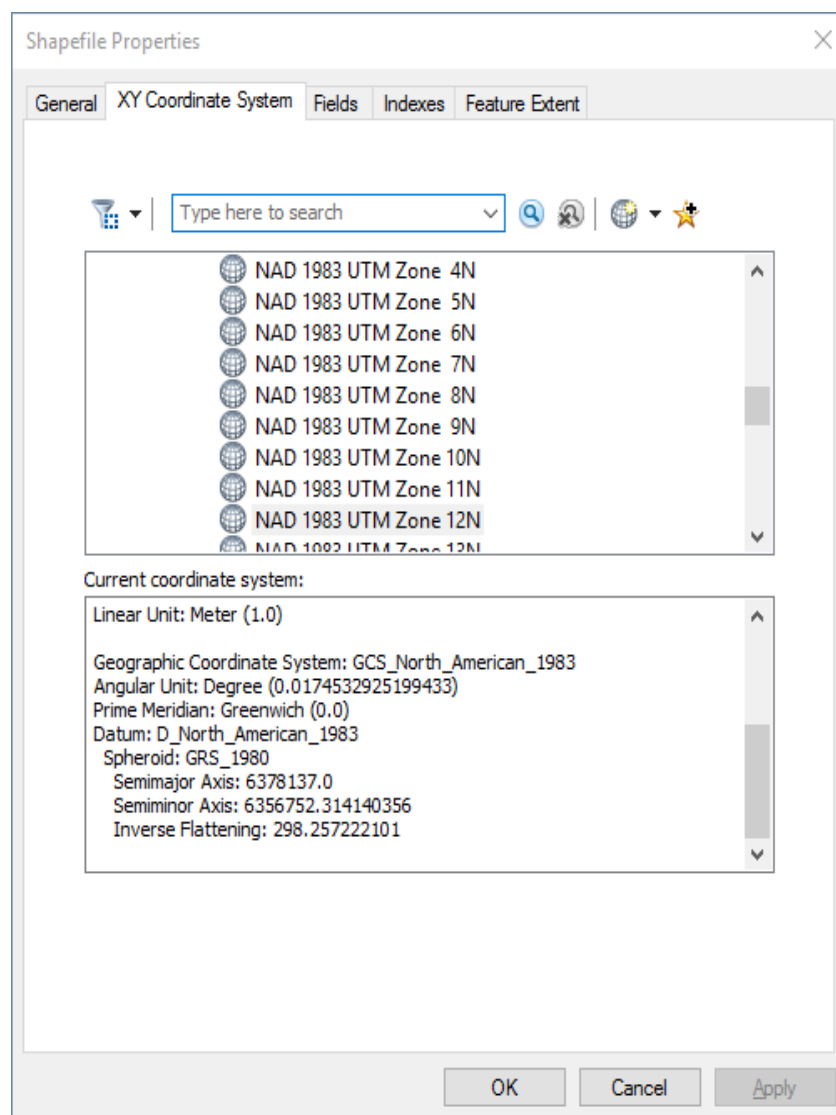 Shapefile Properties
General XY Coordinate System Fields Indexes Feature Extent
Type here to search
NAD 1983 UTM Zone 4N
NAD 1983 UTM Zone 5N
NAD 1983 UTM Zone 6N
NAD 1983 UTM Zone 7N
NAD 1983 UTM Zone 8N
NAD 1983 UTM Zone 9N
NAD 1983 UTM Zone 10N
NAD 1983 UTM Zone 11N
NAD 1983 UTM Zone 12N
NAD 1983 UTM Zone 13N
Current coordinate system:
Linear Unit: Meter (1.0)
Geographic Coordinate System: GCS_North_American_1983
Angular Unit: Degree (0.0174532925199433)
Prime Meridian: Greenwich (0.0)
Datum: D_North_American_1983
Spheroid: GRS_1980
Semimajor Axis: 6378137.0
Semiminor Axis: 6356752.314140356
Inverse Flattening: 298.257222101
OK Cancel Apply